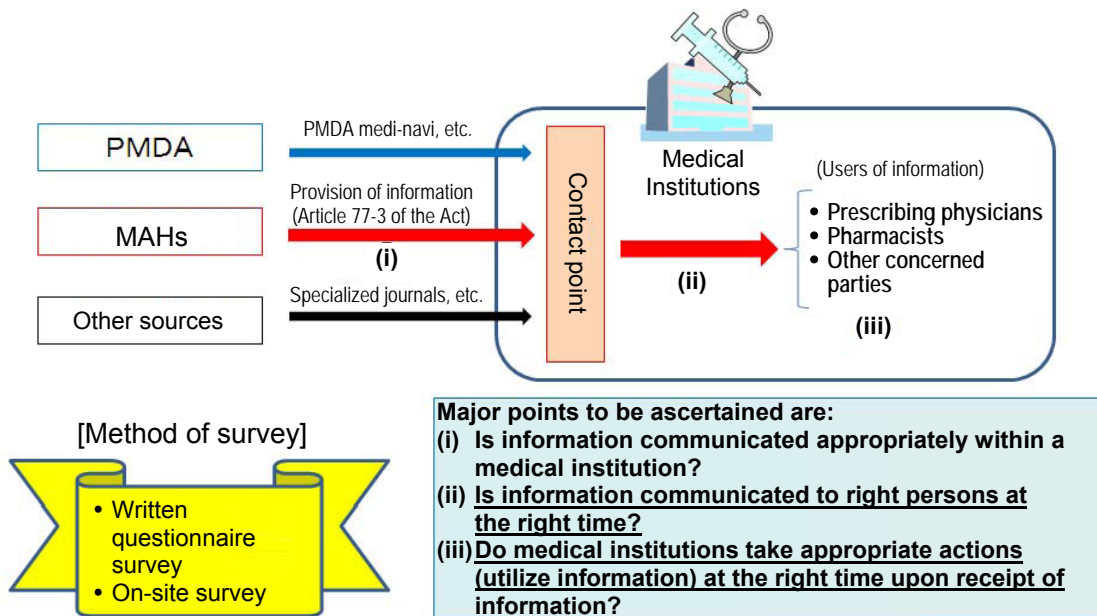 PMDA
PMDA medi-navi, etc.
MAHs
Provision of information
(Article 77-3 of the Act)
(i)
Other sources
Specialized journals, etc.
Contact point
Medical
Institutions
(ii)
(Users of information)
• Prescribing physicians
• Pharmacists
• Other concerned
parties
(iii)
[Method of survey]
• Written
questionnaire
survey
• On-site survey
Major points to be ascertained are:
(i) Is information communicated appropriately within a
medical institution?
(ii) Is information communicated to right persons at
the right time?
(iii) Do medical institutions take appropriate actions
(utilize information) at the right time upon receipt of
information?